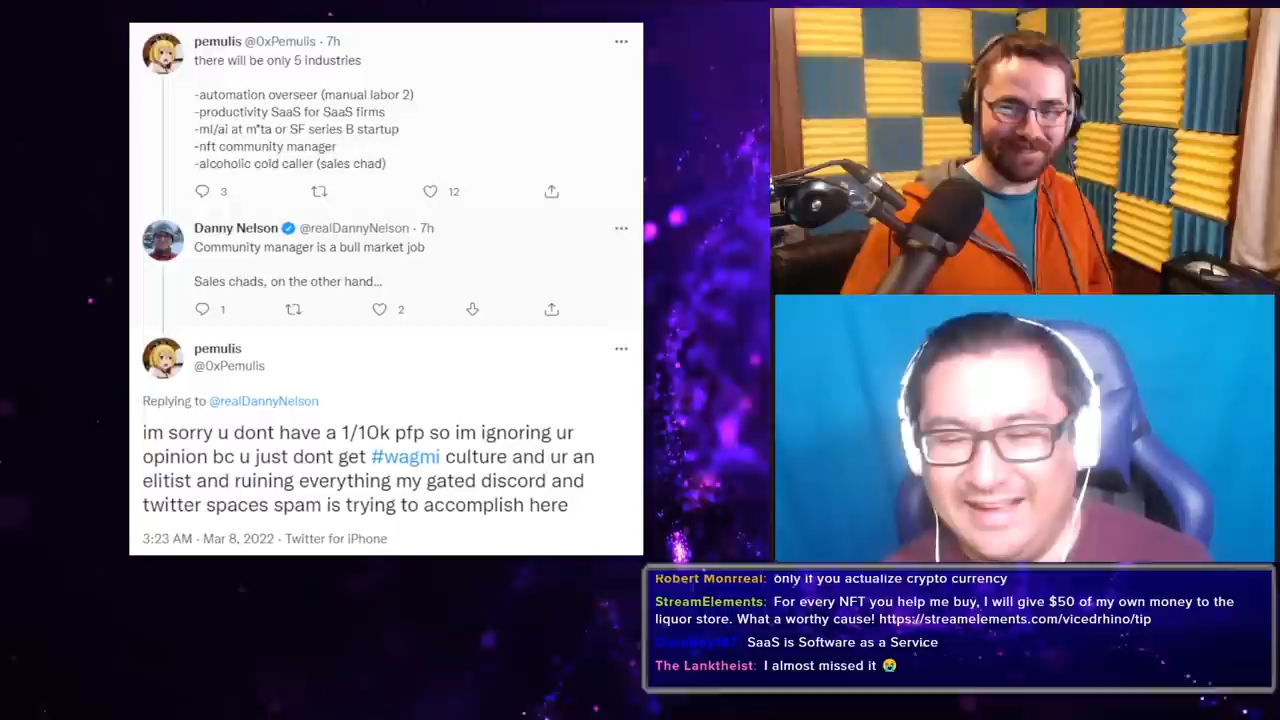 pemulis @0xPemulis · 7h
there will be only 5 industries
-automation overseer (manual labor 2)
-productivity SaaS for SaaS firms
-ml/ai at m*ta or SF series B startup
-nft community manager
-alcoholic cold caller (sales chad)
3 12
Danny Nelson @realDannyNelson · 7h
Community manager is a bull market job
Sales chads, on the other hand...
1 2
pemulis
@0xPemulis
Replying to @realDannyNelson
im sorry u dont have a 1/10k pfp so im ignoring ur
opinion bc u just dont get #wagmi culture and ur an
elitist and ruining everything my gated discord and
twitter spaces spam is trying to accomplish here
3:23 AM · Mar 8, 2022 · Twitter for iPhone
Robert Monrreal: only if you actualize crypto currency
StreamElements: For every NFT you help me buy, I will give $50 of my own money to the
liquor store. What a worthy cause! https://streamelements.com/vicedrhino/tip
SaaS is Software as a Service
The Lanktheist: I almost missed it 😭